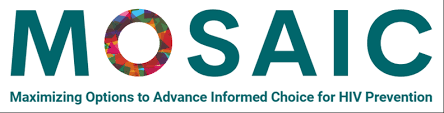 MOSAIC
Maximizing Options to Advance Informed Choice for HIV Prevention